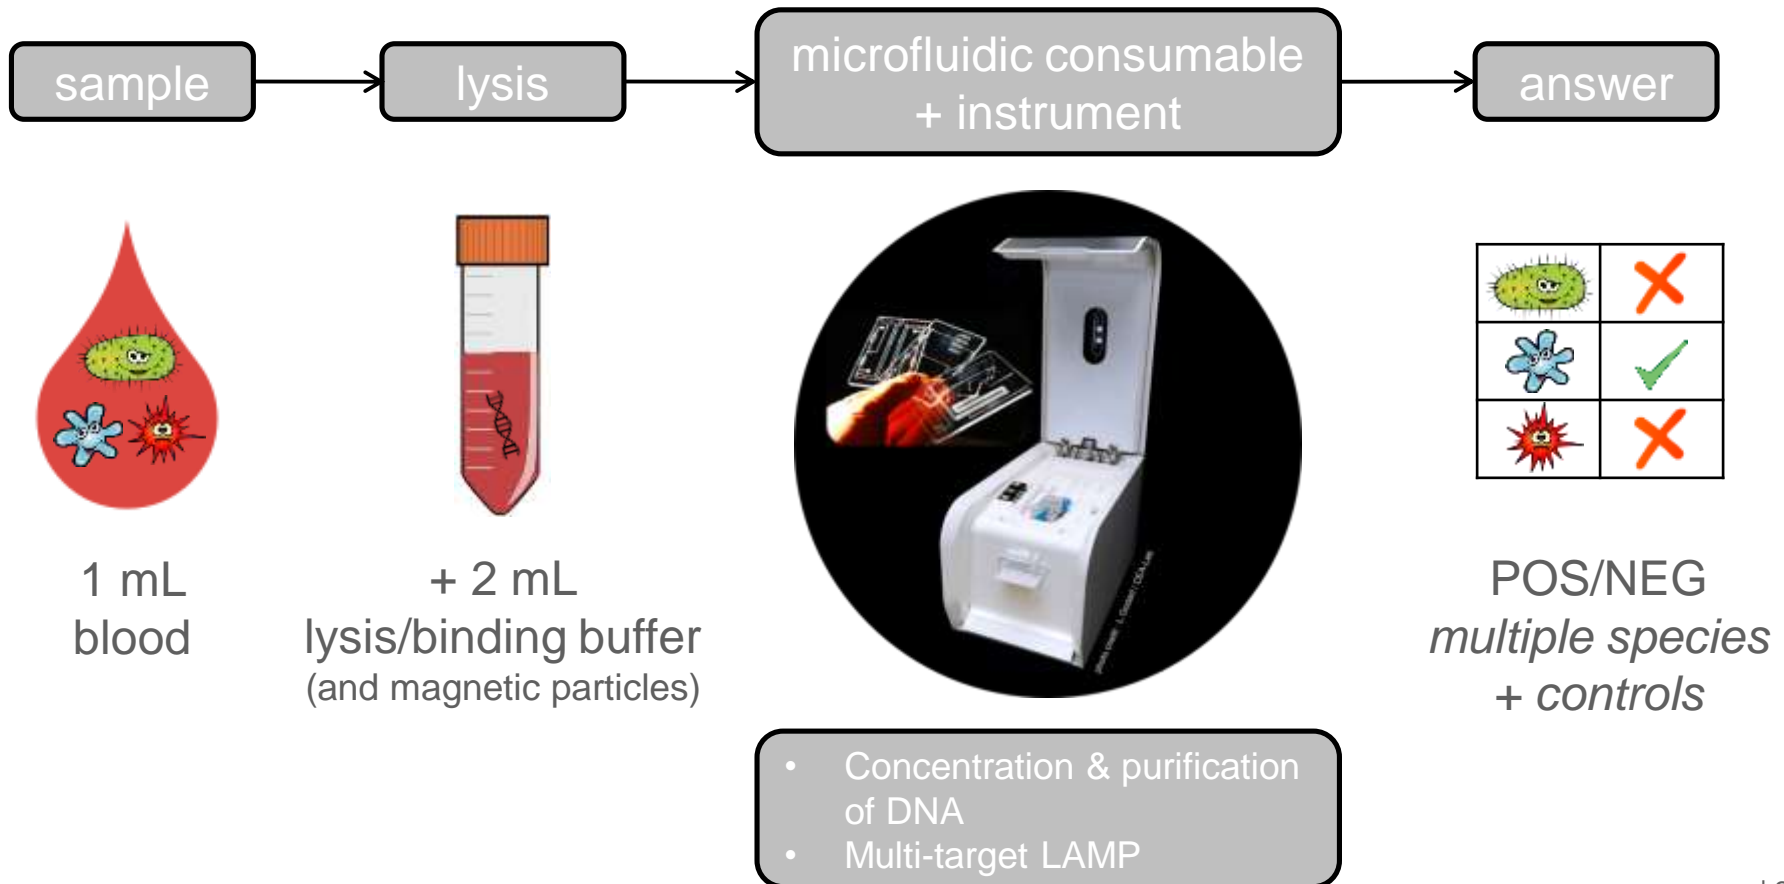 sample
lysis
microfluidic consumable
+ instrument
answer
1 mL
blood
+ 2 mL
lysis/binding buffer
(and magnetic particles)
POS/NEG
multiple species
+ controls
• Concentration & purification
of DNA
• Multi-target LAMP